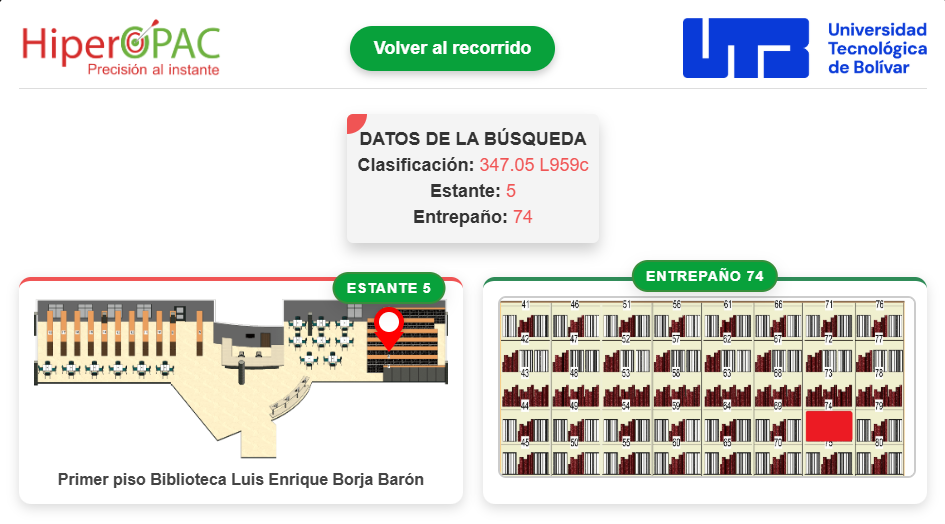 HiperOPAC
Precisión al instante
Volver al recorrido
UTB
Universidad
Tecnológica
de Bolívar
DATOS DE LA BÚSQUEDA
Clasificación: 347.05 L959c
Estante: 5
Entrepaño: 74
ESTANTE 5
Primer piso Biblioteca Luis Enrique Borja Barón
ENTREPAÑO 74
41 46 51 56 61 66 71 76
42 47 52 57 62 67 72 77
43 48 53 58 63 68 73 78
44 49 54 59 64 69 74 79
45 50 55 60 65 70 75 80